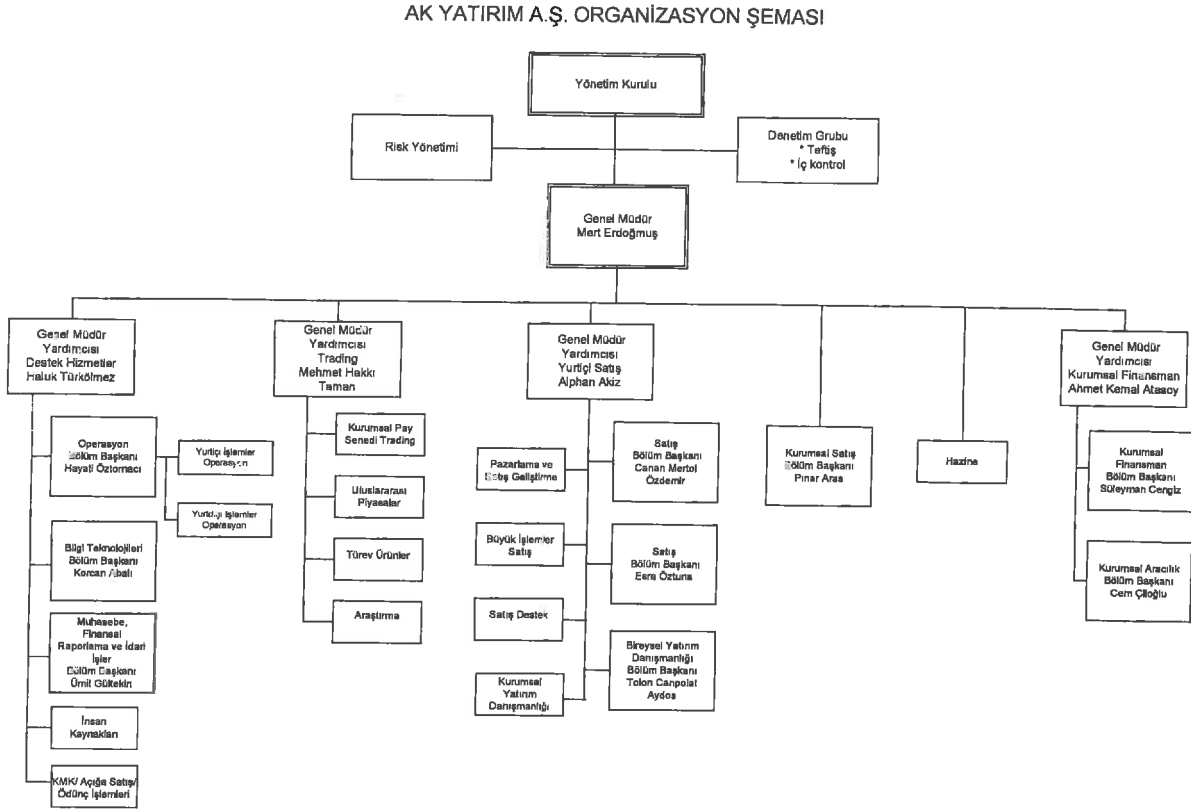 AK YATIRIM A.Ş. ORGANİZASYON ŞEMASI
Yönetim Kurulu
Risk Yönetimi
Denetim Grubu
* Teftiş
* İç kontrol
Genel Müdür
Mert Erdoğmuş
Genel Müdür
Yardımcısı
Destek Hizmetler
Haluk Türkölmez
Operasyon
Bölüm Başkanı
Hayati Öztornacı
Yurtiçi İşlemler
Operasyon
Yurtdışı İşlemler
Operasyon
Bilgi Teknolojileri
Bölüm Başkanı
Korcan Abalı
Muhasebe,
Finansal
Raporlama ve İdari
İşler
Bölüm Başkanı
Ümit Gültekin
İnsan
Kaynakları
KMK/ Açığa Satış/
Ödünç İşlemleri
Genel Müdür
Yardımcısı
Trading
Mehmet Hakkı
Taman
Kurumsal Pay
Senedi Trading
Uluslararası
Piyasalar
Türev Ürünler
Araştırma
Genel Müdür
Yardımcısı
Yurtiçi Satış
Alphan Akiz
Pazarlama ve
Satış Geliştirme
Büyük İşlemler
Satış
Satış Destek
Kurumsal
Yatırım
Danışmanlığı
Satış
Bölüm Başkanı
Canan Mertol
Özdemir
Satış
Bölüm Başkanı
Esra Öztuna
Bireysel Yatırım
Danışmanlığı
Bölüm Başkanı
Tolon Canpolat
Aydos
Kurumsal Satış
Bölüm Başkanı
Pınar Aras
Hazine
Genel Müdür
Yardımcısı
Kurumsal Finansman
Ahmet Kemal Atasoy
Kurumsal
Finansman
Bölüm Başkanı
Süleyman Cengiz
Kurumsal Aracılık
Bölüm Başkanı
Cem Çiloğlu